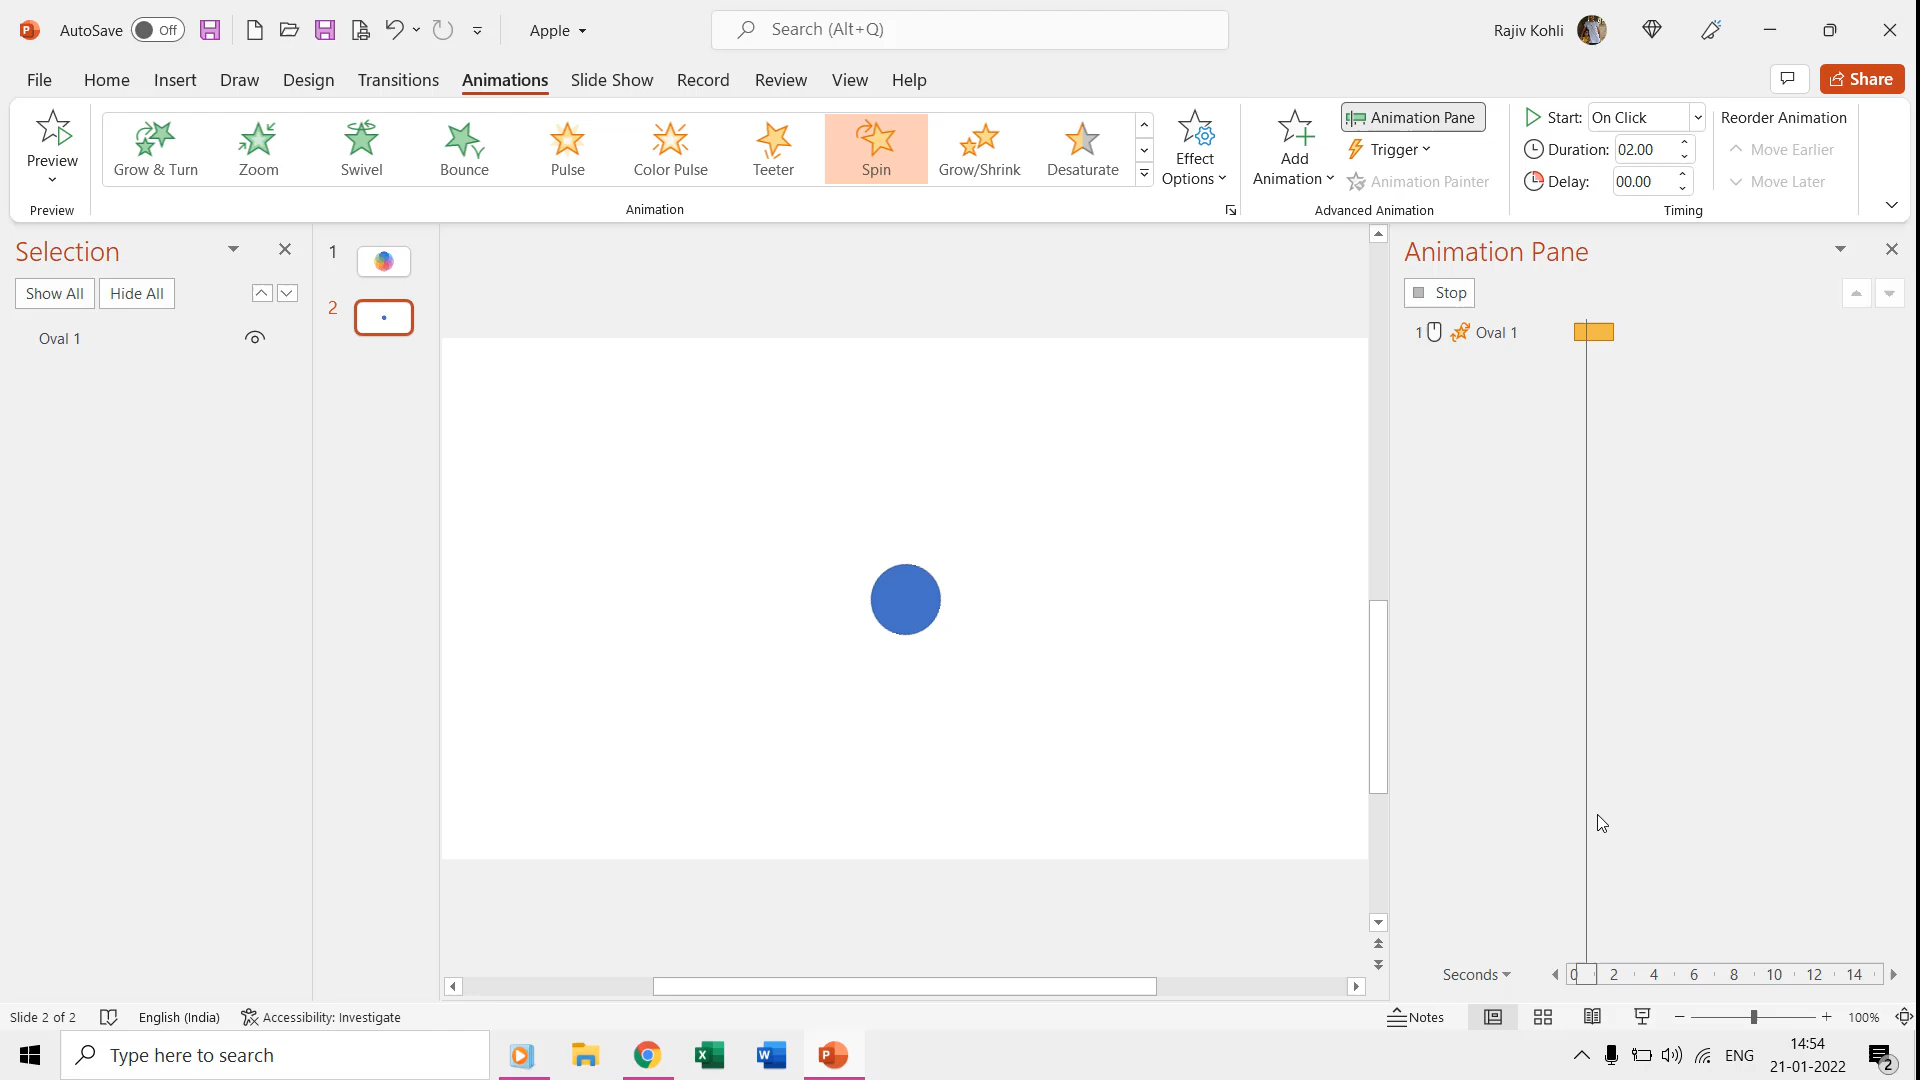 AutoSave Off Apple Search (Alt+Q) Rajiv Kohli
File Home Insert Draw Design Transitions Animations Slide Show Record Review View Help Share
Preview
Grow & Turn Zoom Swivel Bounce Pulse Color Pulse Teeter Spin Grow/Shrink Desaturate
Effect Options
Add Animation
Animation Pane
Trigger
Animation Painter
Start: On Click
Duration: 02.00
Delay: 00.00
Reorder Animation
Move Earlier
Move Later
Preview Animation Advanced Animation Timing
Selection
Show All Hide All
Oval 1
1
2
Animation Pane
Stop
1 Oval 1
Seconds 0 2 4 6 8 10 12 14
Slide 2 of 2 English (India) Accessibility: Investigate Notes 100%
Type here to search
ENG
14:54
21-01-2022
2